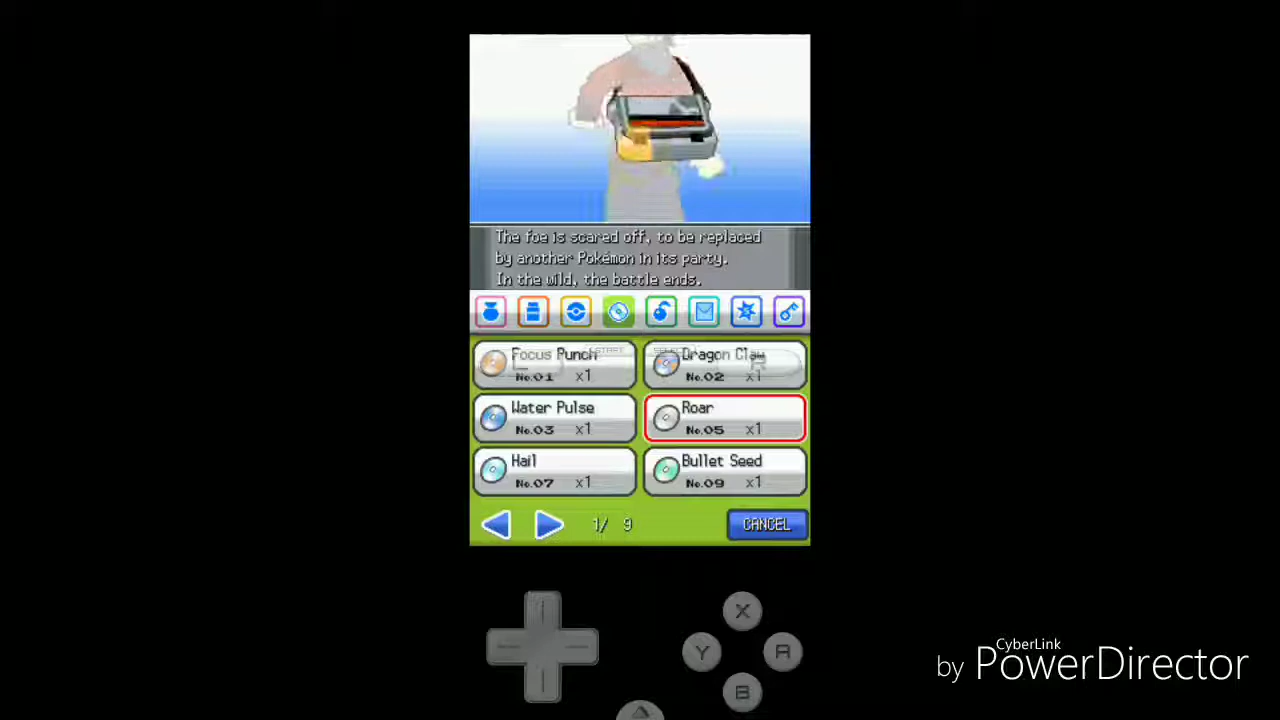 The foe is scared off, to be replaced
by another Pokémon in its party.
In the wild, the battle ends.
START
SELECT
Focus Punch
No.01 x1
Dragon Claw
R
No.02 x1
Water Pulse
No.03 x1
Roar
No.05 x1
Hail
No.07 x1
Bullet Seed
No.09 x1
1/ 9
CANCEL
X
Y
A
B
CyberLink
by PowerDirector